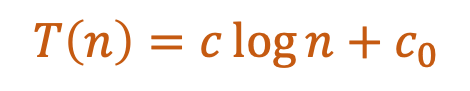 T(n) = c log n + c₀